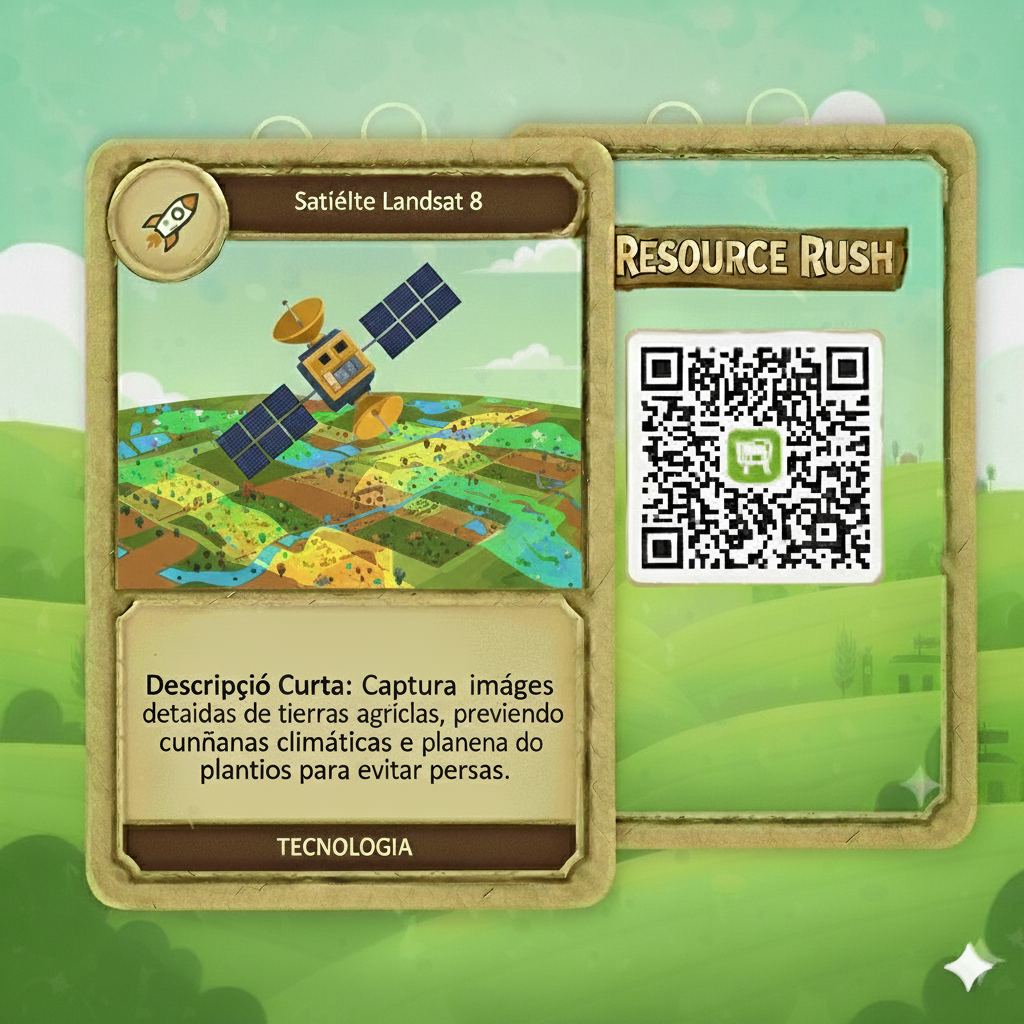 Satiélte Landsat 8
RESOURCE RUSH
Descripçió Curta: Captura imáges
detaidas de tierras agríclas, previendo
cunñanas climáticas e planena do
plantios para evitar persas.
TECNOLOGIA